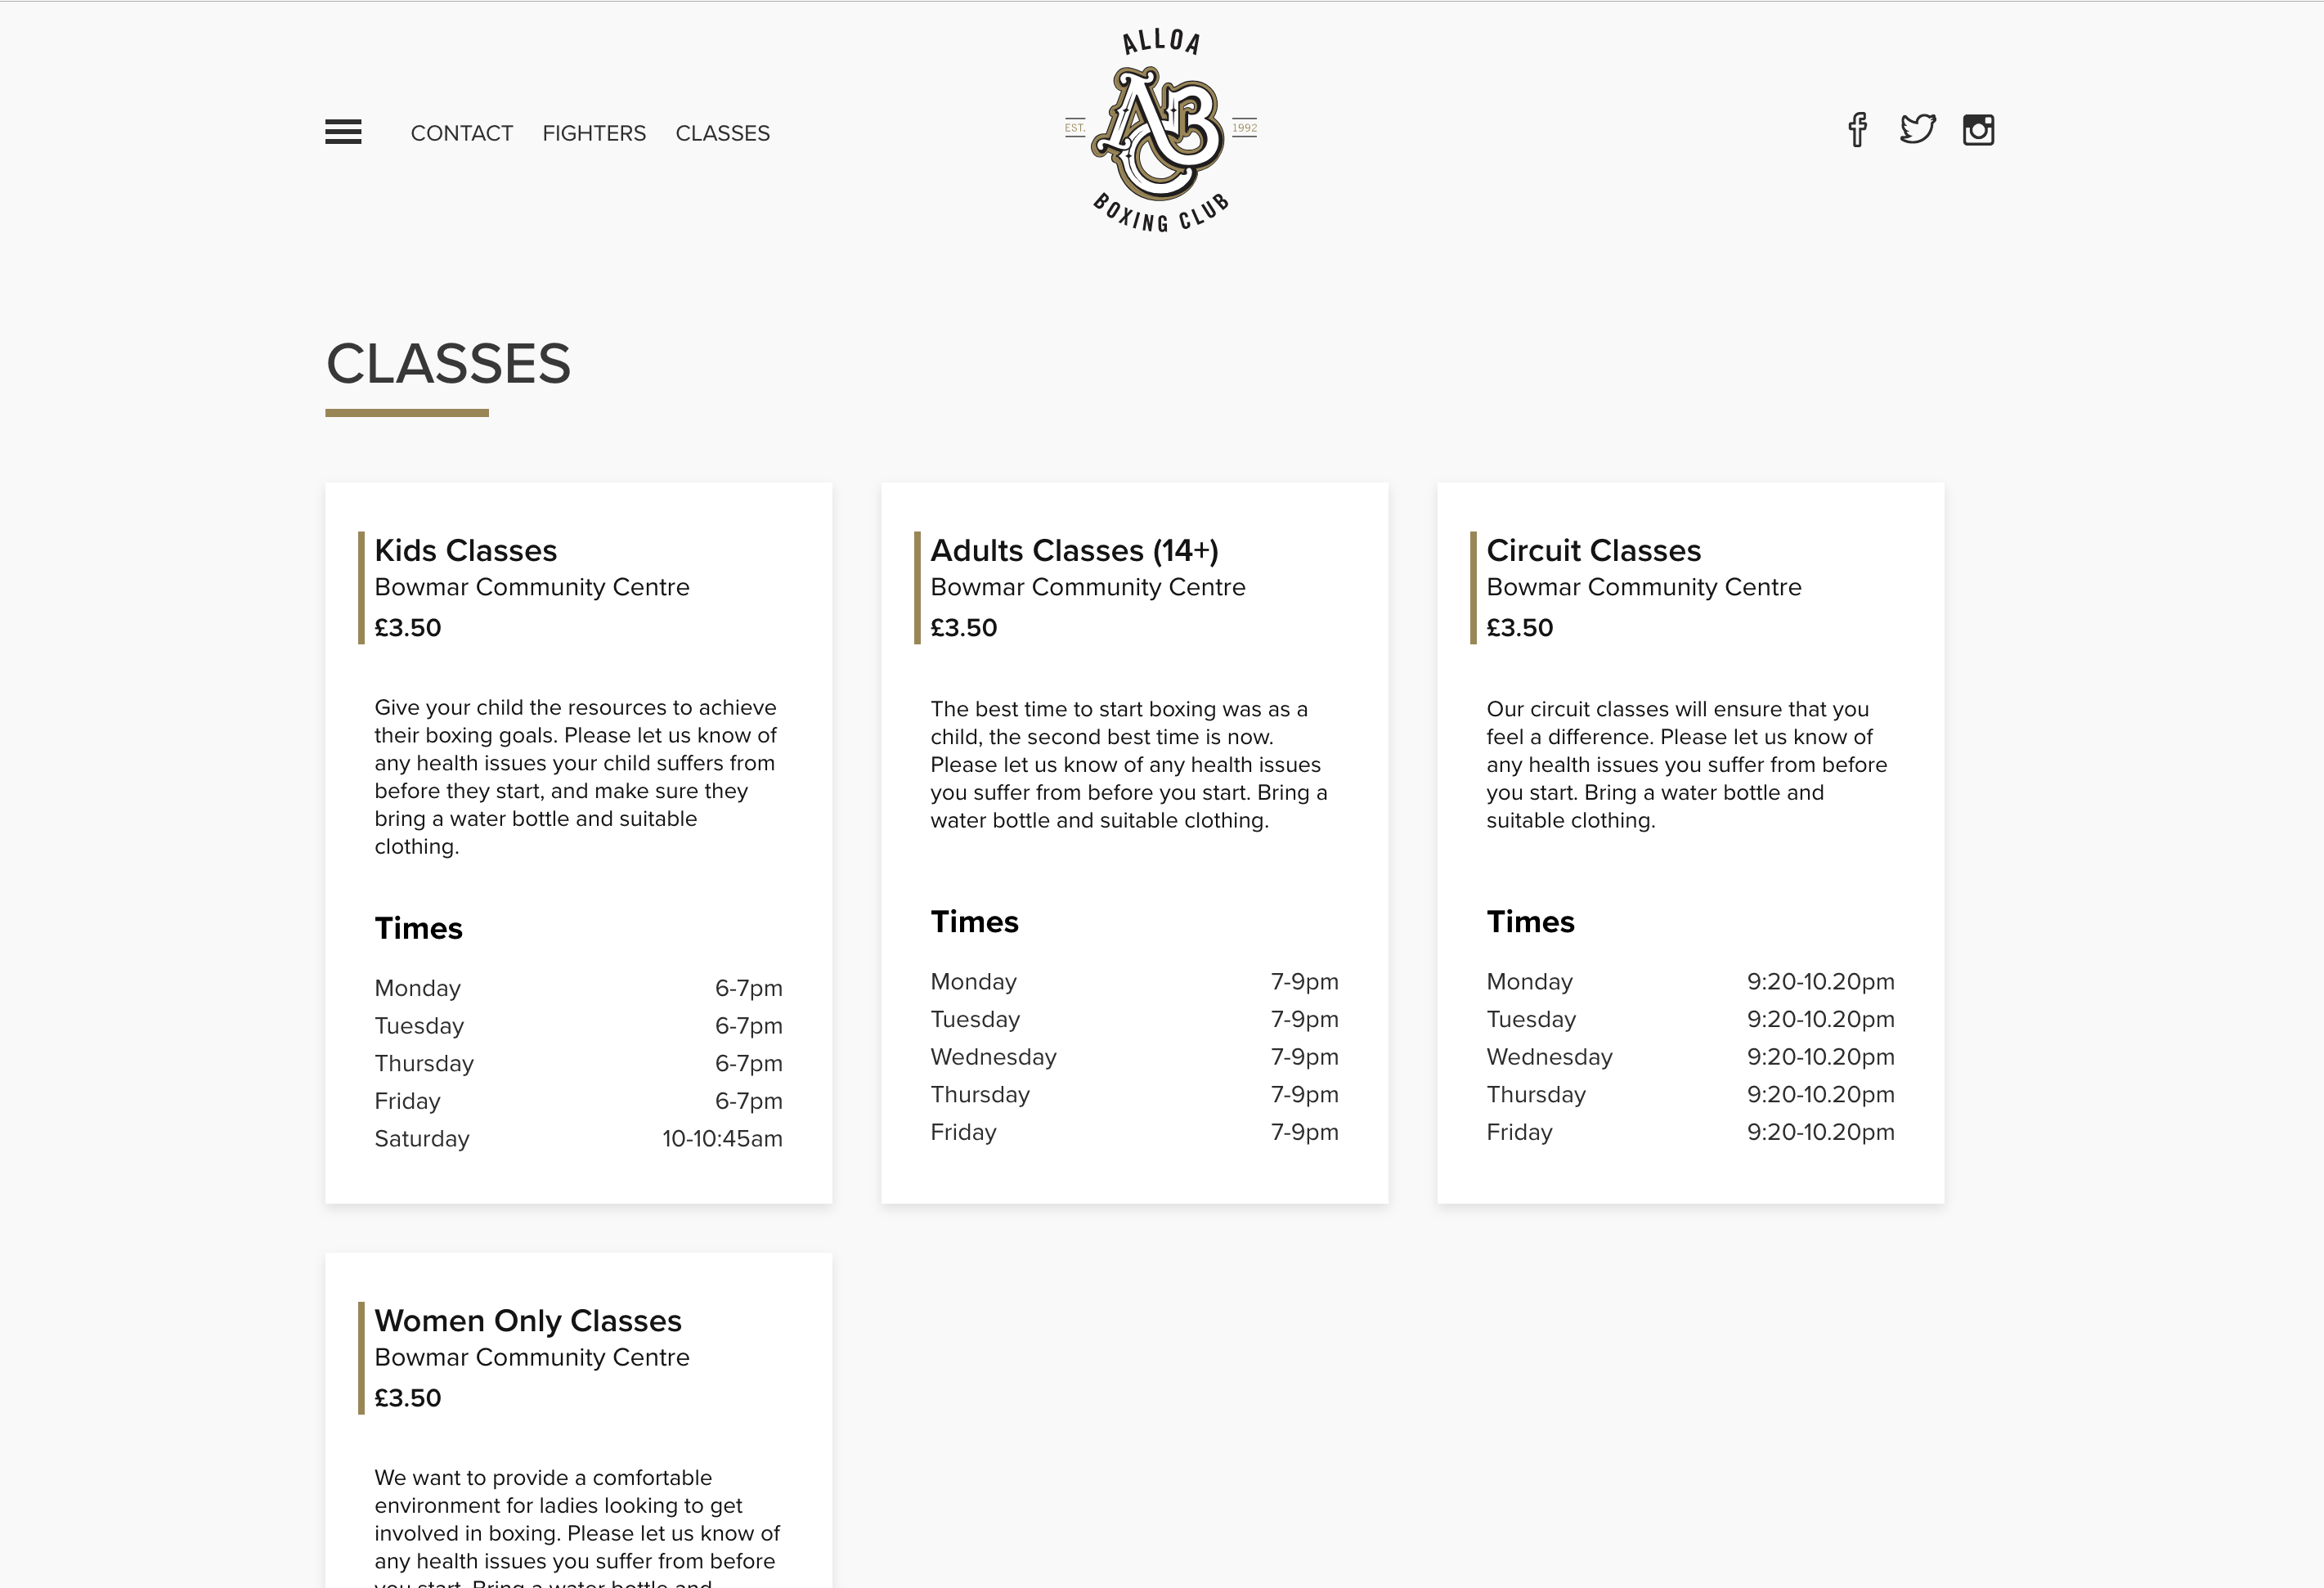 ALLOA
EST.
1992
BOXING CLUB
CONTACT FIGHTERS CLASSES
CLASSES
Kids Classes
Bowmar Community Centre
£3.50
Give your child the resources to achieve
their boxing goals. Please let us know of
any health issues your child suffers from
before they start, and make sure they
bring a water bottle and suitable
clothing.
Times
Monday 6-7pm
Tuesday 6-7pm
Thursday 6-7pm
Friday 6-7pm
Saturday 10-10:45am
Adults Classes (14+)
Bowmar Community Centre
£3.50
The best time to start boxing was as a
child, the second best time is now.
Please let us know of any health issues
you suffer from before you start. Bring a
water bottle and suitable clothing.
Times
Monday 7-9pm
Tuesday 7-9pm
Wednesday 7-9pm
Thursday 7-9pm
Friday 7-9pm
Circuit Classes
Bowmar Community Centre
£3.50
Our circuit classes will ensure that you
feel a difference. Please let us know of
any health issues you suffer from before
you start. Bring a water bottle and
suitable clothing.
Times
Monday 9:20-10.20pm
Tuesday 9:20-10.20pm
Wednesday 9:20-10.20pm
Thursday 9:20-10.20pm
Friday 9:20-10.20pm
Women Only Classes
Bowmar Community Centre
£3.50
We want to provide a comfortable
environment for ladies looking to get
involved in boxing. Please let us know of
any health issues you suffer from before
you start. Bring a water bottle and